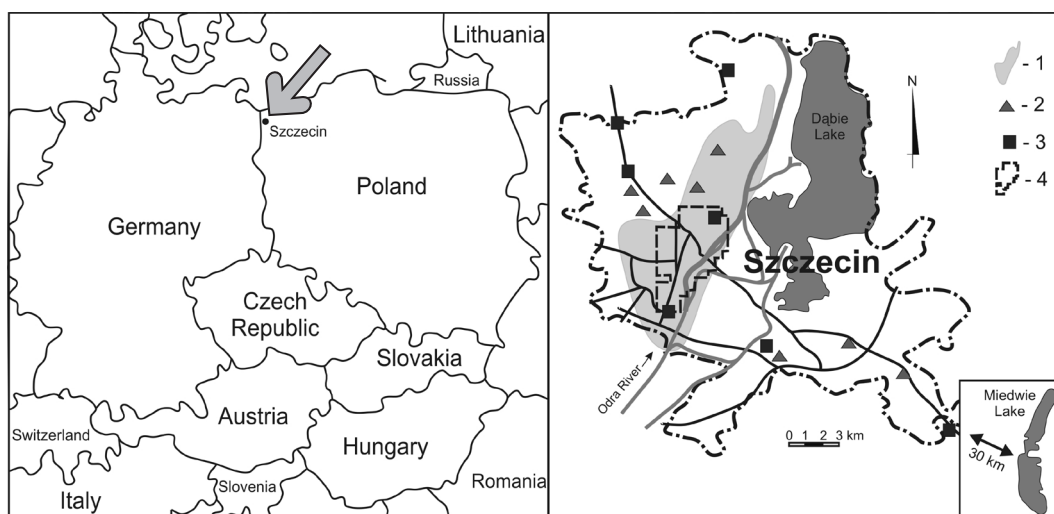 Lithuania
Russia
Szczecin
Poland
Germany
Czech
Republic
Slovakia
Austria
Switzerland
Hungary
Slovenia
Romania
Italy
Dąbie
Lake
N
- 1
- 2
- 3
- 4
Szczecin
Odra River
0 1 2 3 km
Miedwie
Lake
30 km